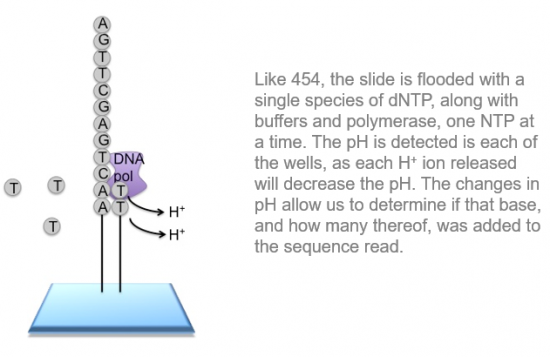 A
G
T
T
C
G
A
G
T
C
A
A
DNA
pol
T
T
T
T
T
H⁺
H⁺
Like 454, the slide is flooded with a
single species of dNTP, along with
buffers and polymerase, one NTP at
a time. The pH is detected is each of
the wells, as each H⁺ ion released
will decrease the pH. The changes in
pH allow us to determine if that base,
and how many thereof, was added to
the sequence read.